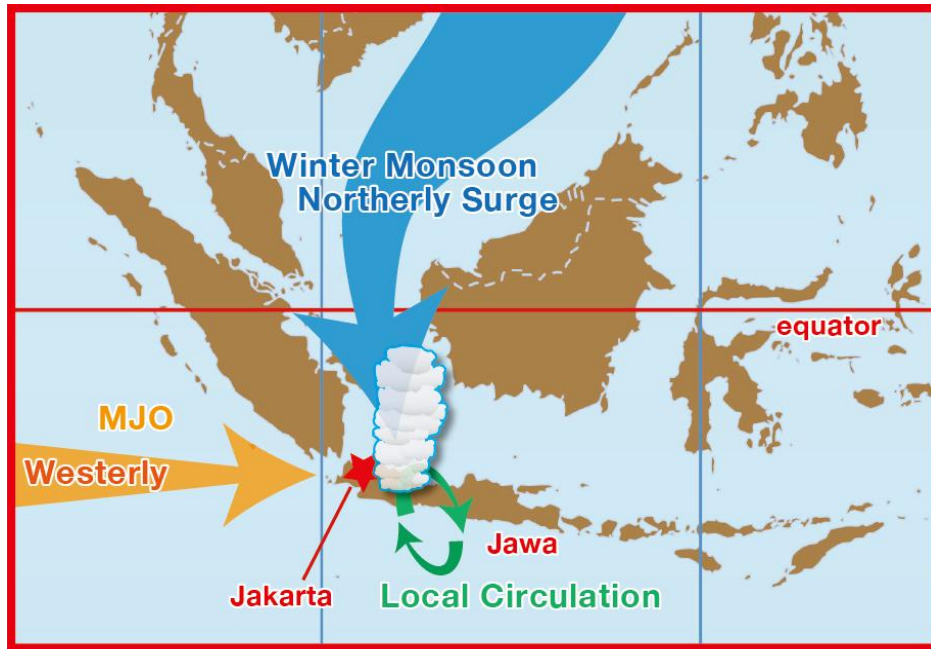 Winter Monsoon
Northerly Surge
equator
MJO
Westerly
Jawa
Jakarta
Local Circulation